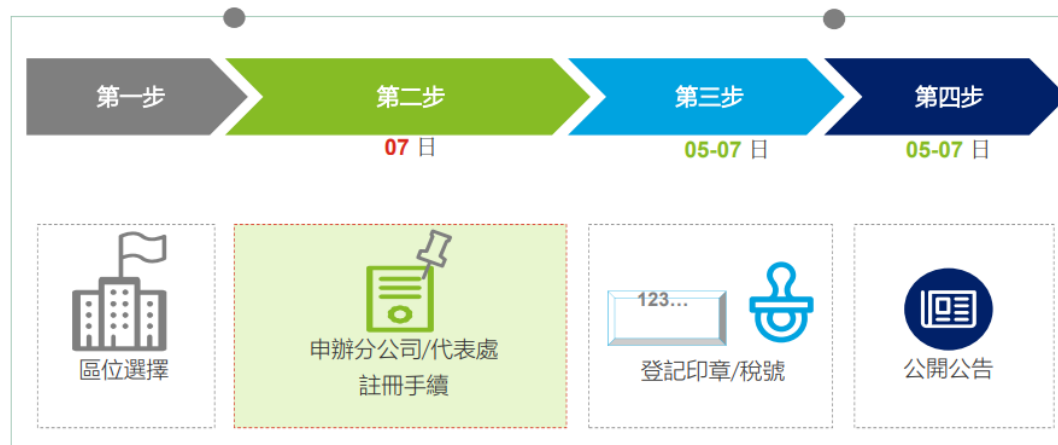 第一步
第二步
第三步
第四步
07 日
05-07 日
05-07 日
區位選擇
申辦分公司/代表處
註冊手續
123...
登記印章/稅號
公開公告